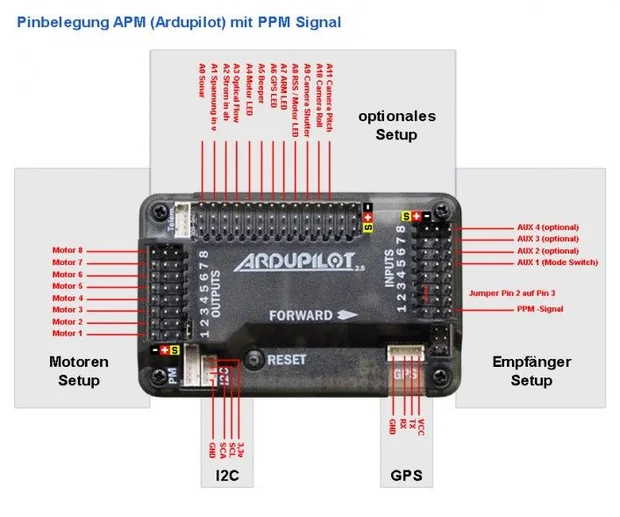 Pinbelegung APM (Ardupilot) mit PPM Signal
A0 Sonar
A1 Spannung in v
A2 Strom in ah
A3 Optical Flow
A4 Motor LED
A5 Beeper
A6 GPS LED
A7 ARM LED
A8 RSS / Motor LED
A9 Camera Shutter
A10 Camera Roll
A11 Camera Pitch
optionales
Setup
Telem
- + S
S + -
Motor 8
Motor 7
Motor 6
Motor 5
Motor 4
Motor 3
Motor 2
Motor 1
1 2 3 4 5 6 7 8
OUTPUTS
ARDUPILOT 2.5
INPUTS
1 2 3 4 5 6 7 8
AUX 4 (optional)
AUX 3 (optional)
AUX 2 (optional)
AUX 1 (Mode Switch)
Jumper Pin 2 auf Pin 3
PPM -Signal
FORWARD
- + S
RESET
PM
I2C
GPS
Motoren
Setup
Empfänger
Setup
GND
SCA
SCL
3,3v
I2C
GND
RX
TX
VCC
GPS